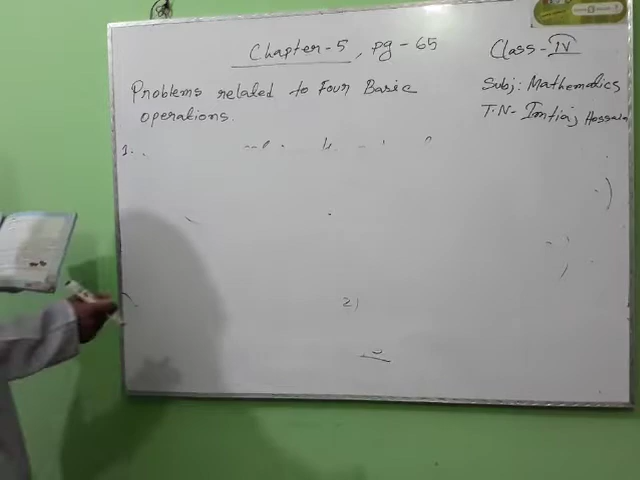 Chapter-5, pg-65
Class-IV
Problems related to Four Basic
operations.
Subj: Mathematics
T.N- Imtiaj Hossain
1.
2)